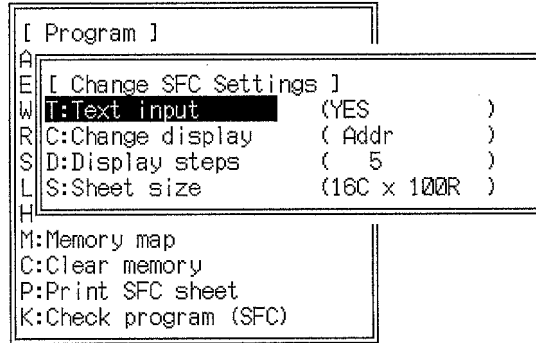 [ Program ]
A
E
[ Change SFC Settings ]
W
T:Text input (YES )
R
C:Change display ( Addr )
S
D:Display steps ( 5 )
L
S:Sheet size (16C x 100R )
H
M:Memory map
C:Clear memory
P:Print SFC sheet
K:Check program (SFC)